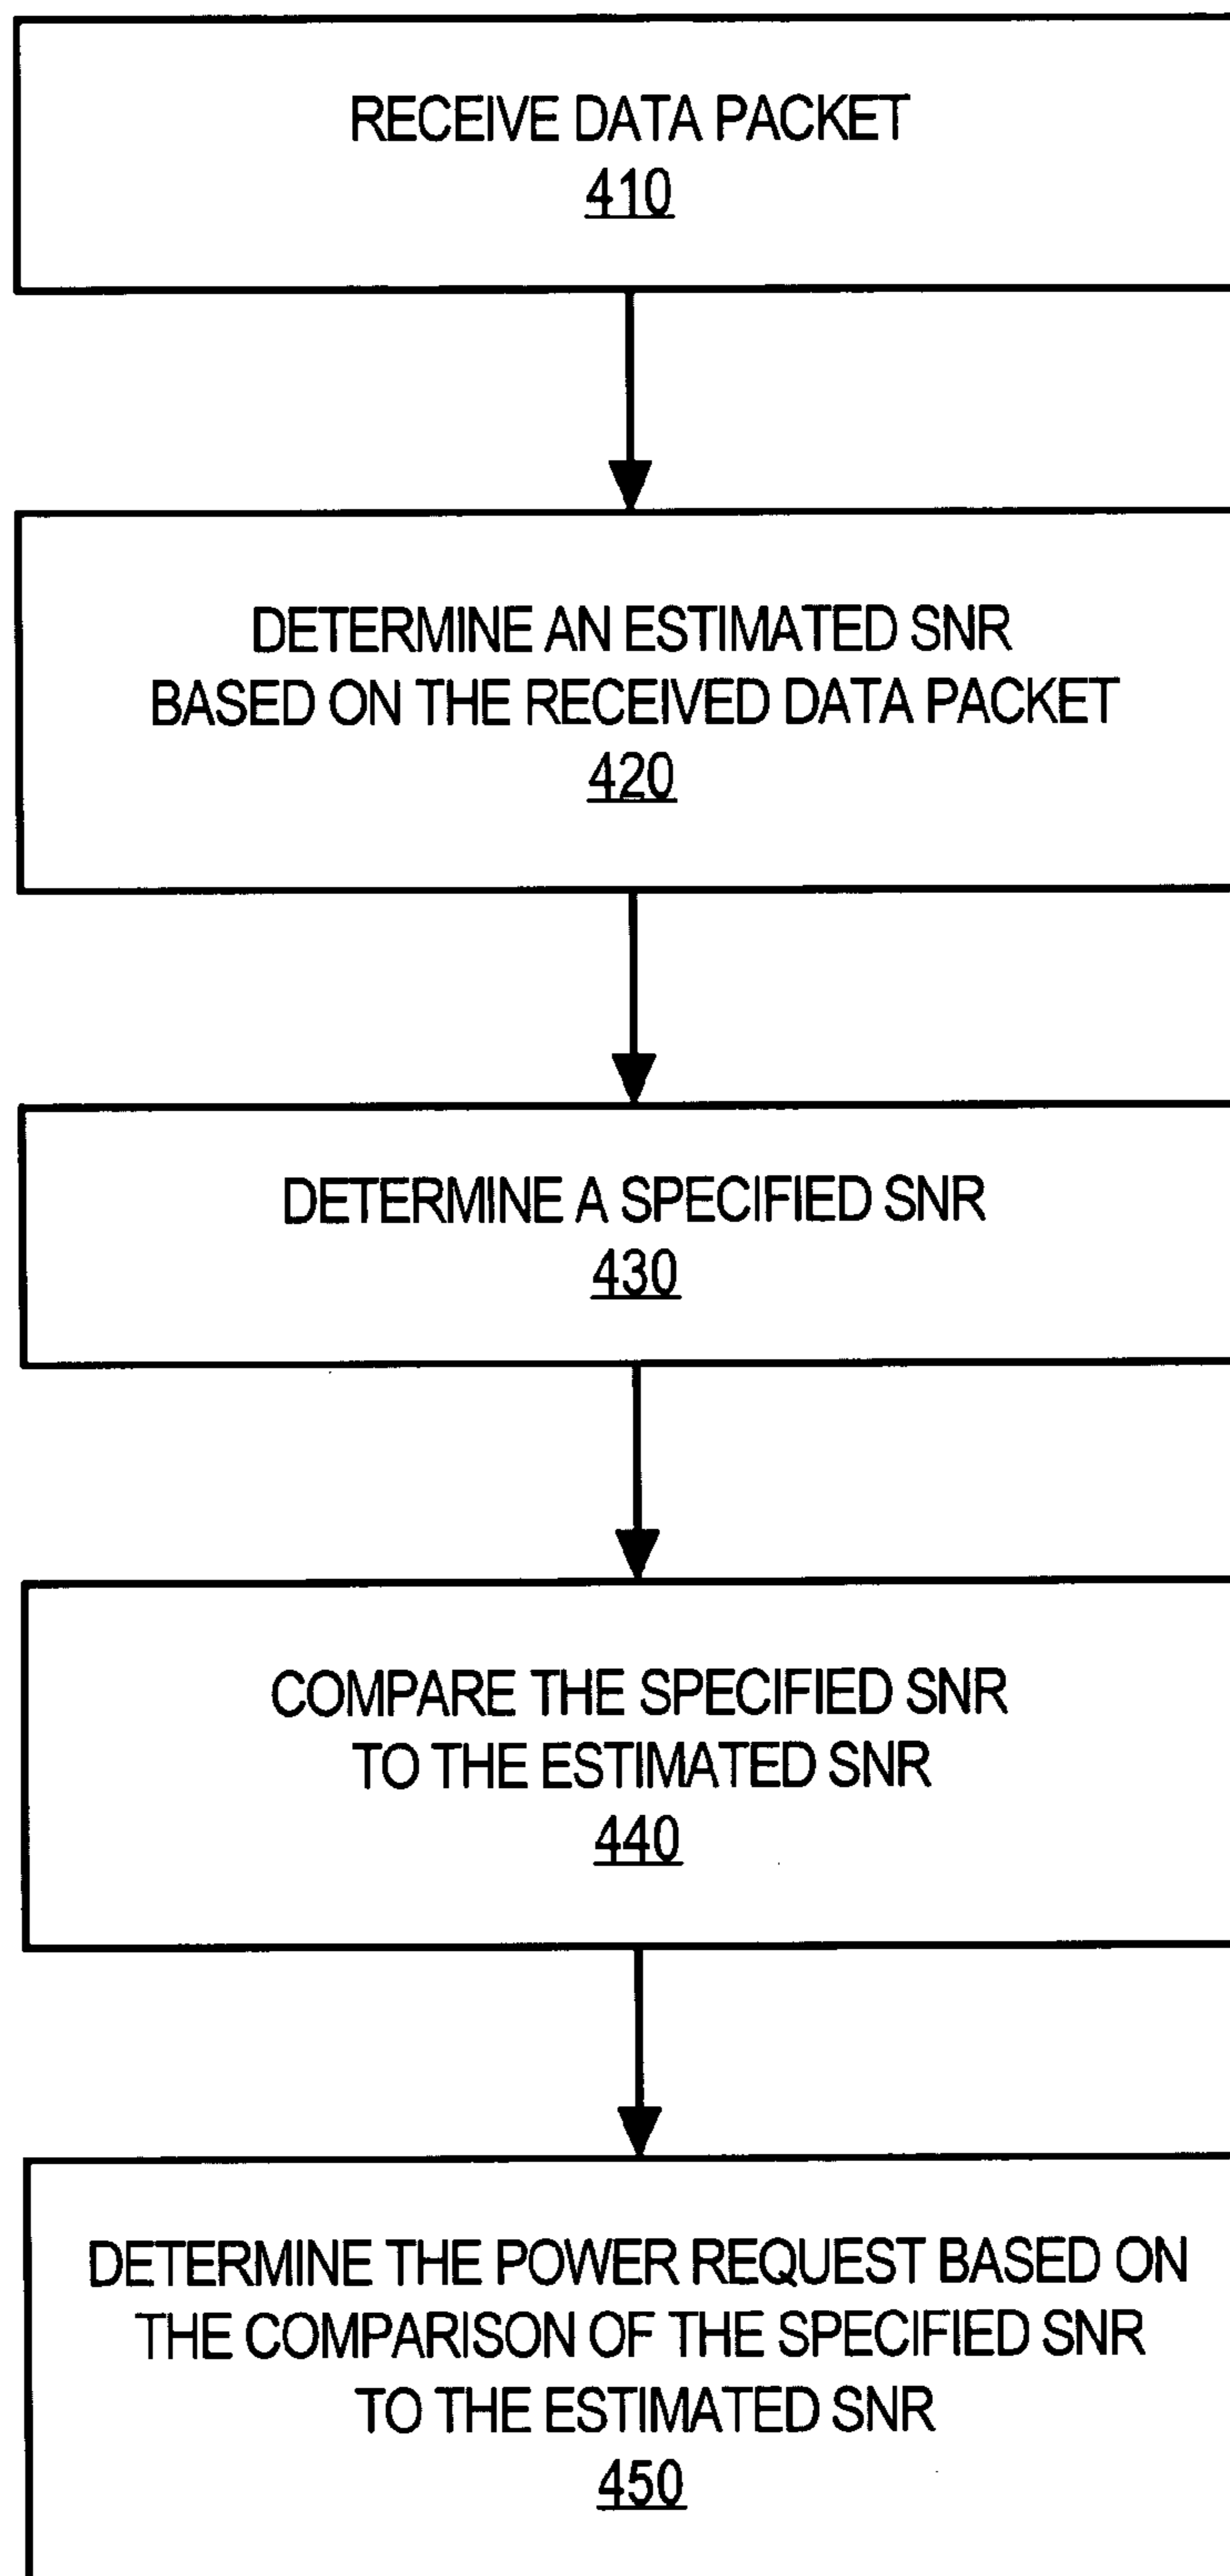 RECEIVE DATA PACKET
410
DETERMINE AN ESTIMATED SNR
BASED ON THE RECEIVED DATA PACKET
420
DETERMINE A SPECIFIED SNR
430
COMPARE THE SPECIFIED SNR
TO THE ESTIMATED SNR
440
DETERMINE THE POWER REQUEST BASED ON
THE COMPARISON OF THE SPECIFIED SNR
TO THE ESTIMATED SNR
450